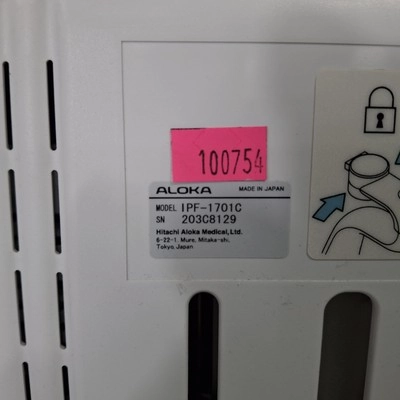 100754
ALOKA MADE IN JAPAN
MODEL IPF-1701C
SN 203C8129
Hitachi Aloka Medical, Ltd.
6-22-1, Mure, Mitaka-shi,
Tokyo, Japan